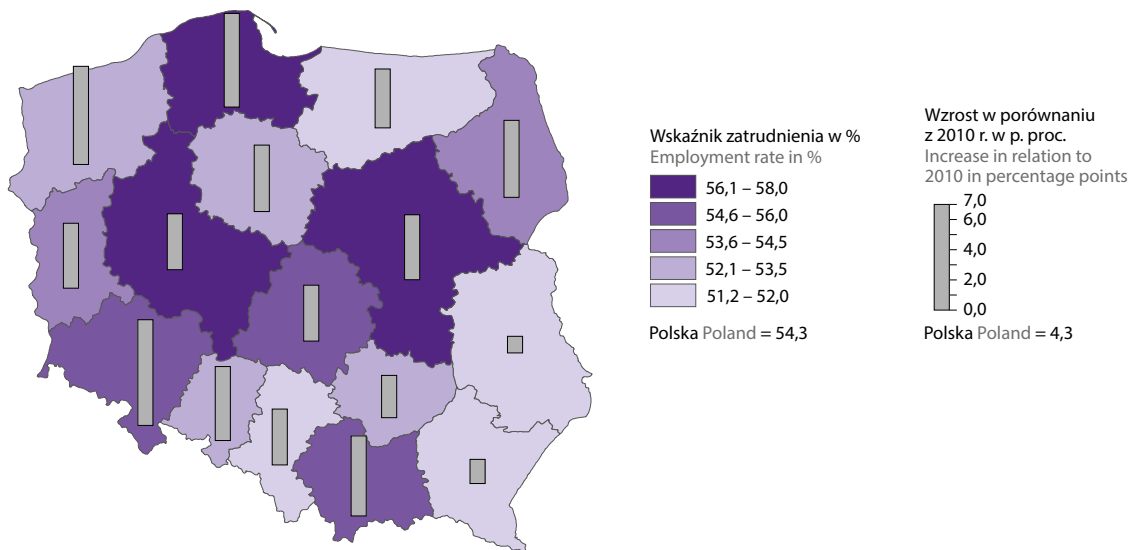 Wskaźnik zatrudnienia w %
Employment rate in %
56,1 – 58,0
54,6 – 56,0
53,6 – 54,5
52,1 – 53,5
51,2 – 52,0
Polska Poland = 54,3
Wzrost w porównaniu
z 2010 r. w p. proc.
Increase in relation to
2010 in percentage points
7,0
6,0
4,0
2,0
0,0
Polska Poland = 4,3